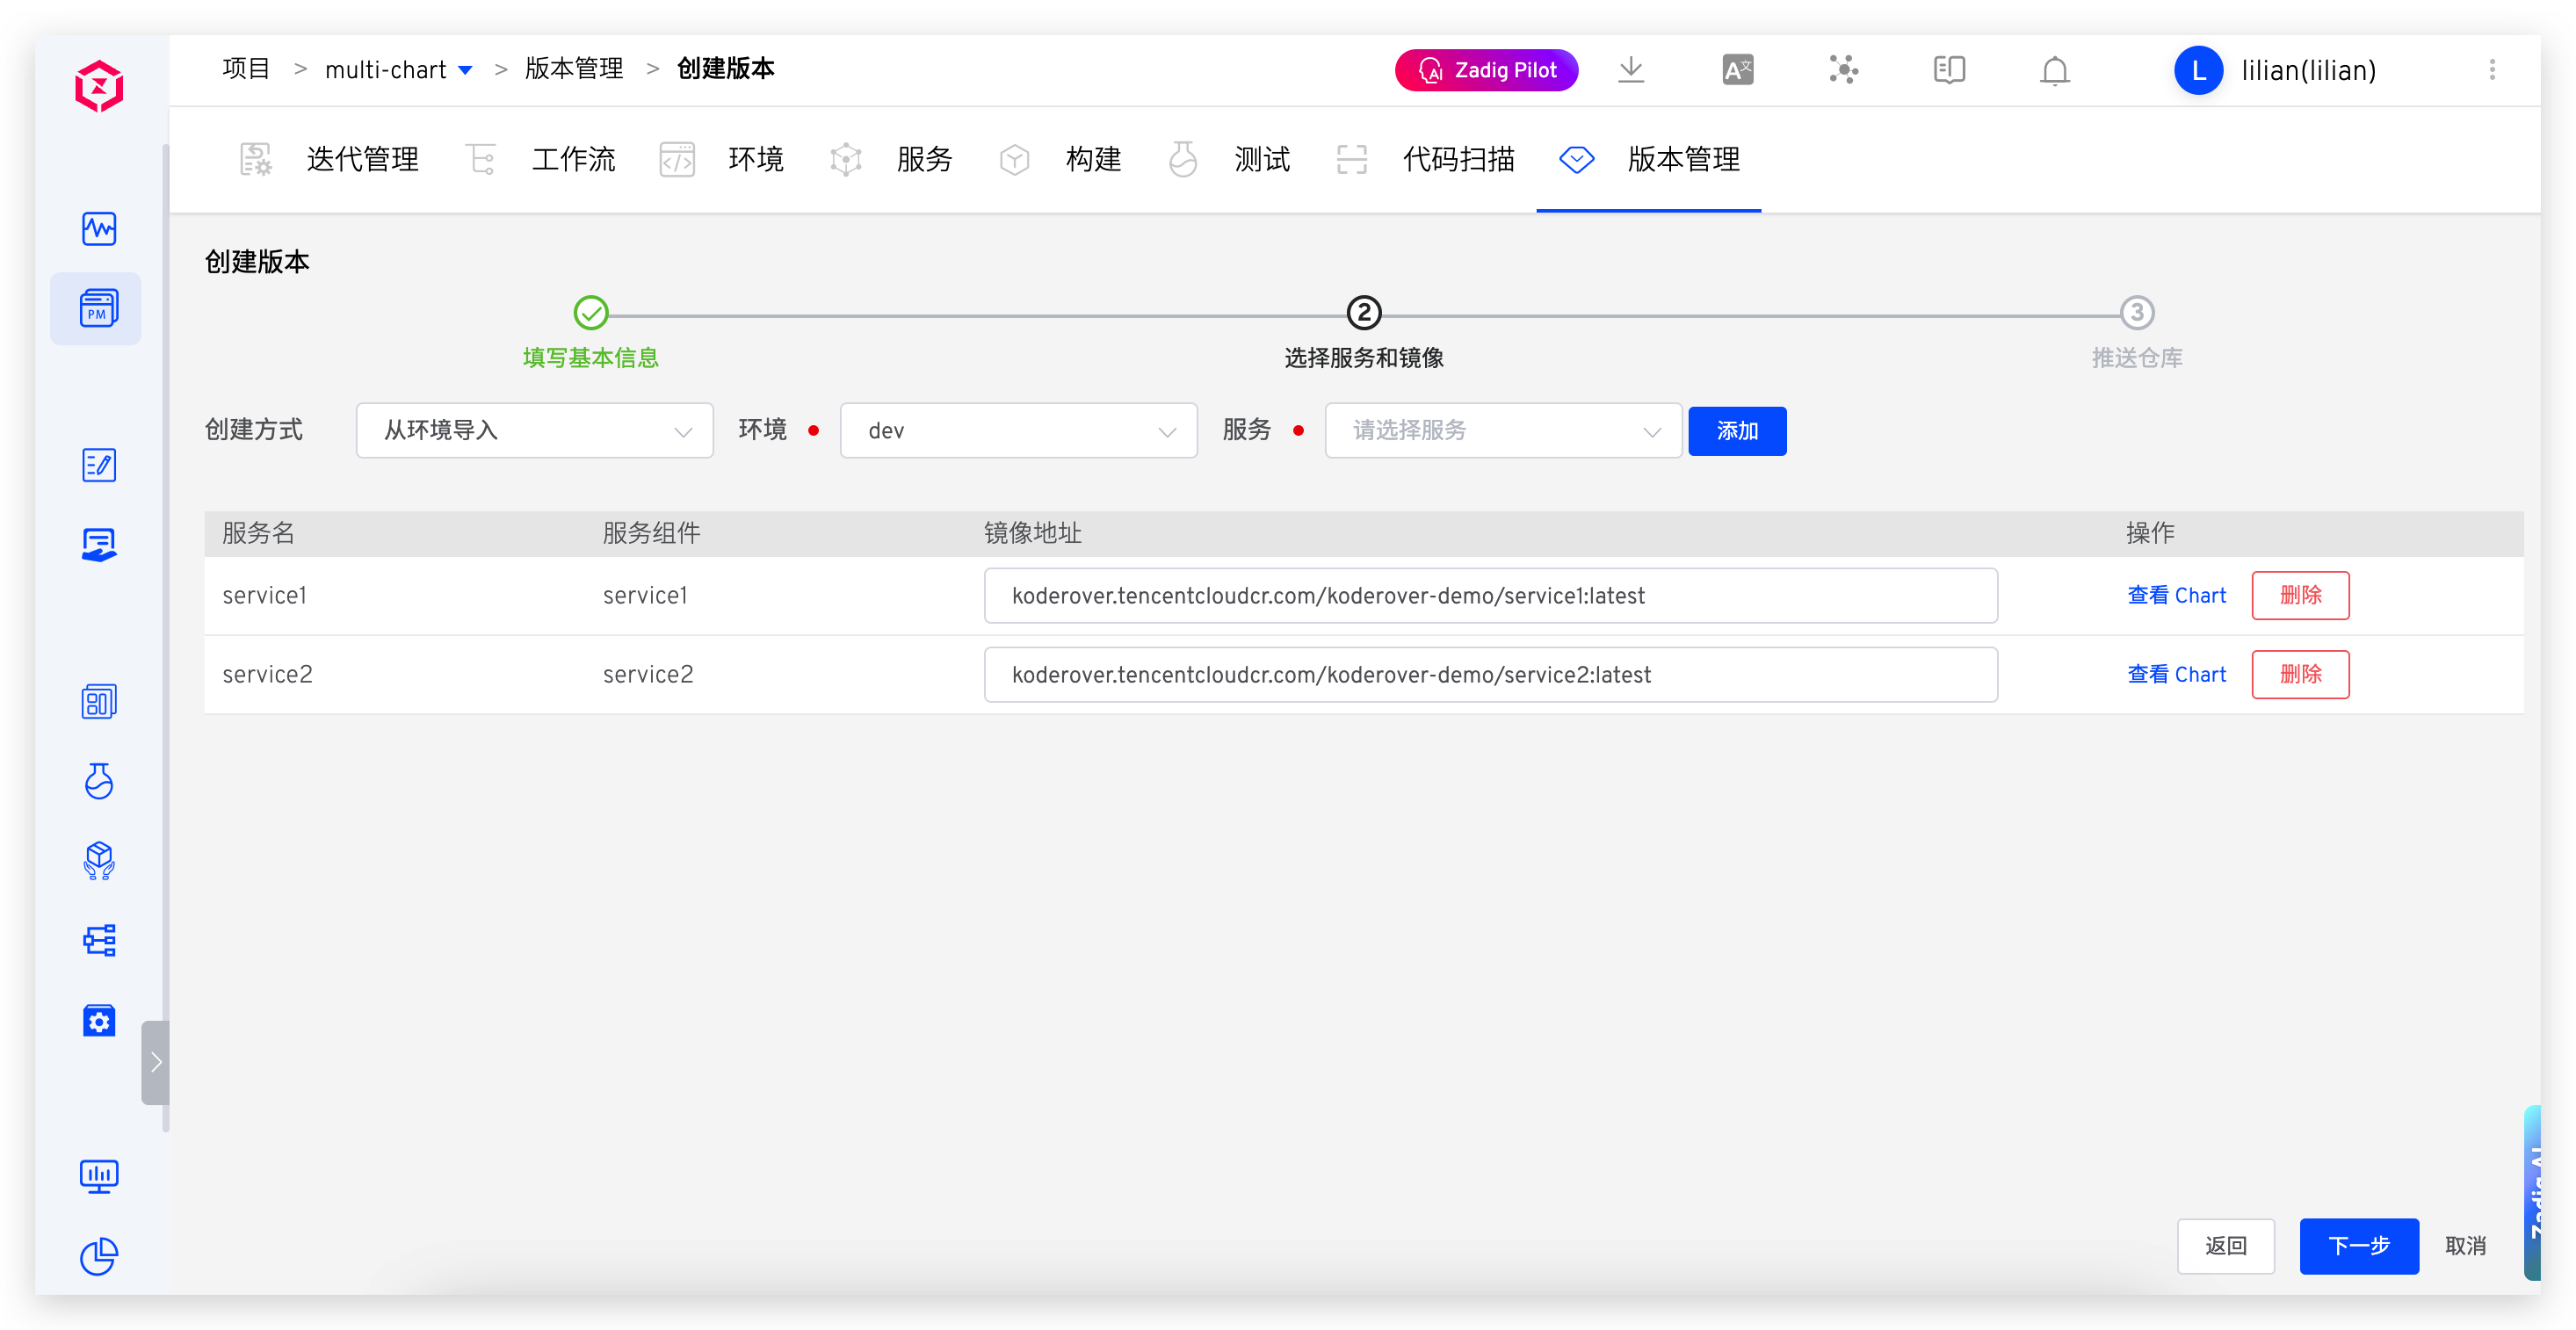 项目 > multi-chart > 版本管理 > 创建版本
AI Zadig Pilot
A文
L lilian(lilian)
迭代管理 工作流 环境 服务 构建 测试 代码扫描 版本管理
PM
创建版本
2 3
填写基本信息 选择服务和镜像 推送仓库
创建方式 从环境导入 环境 dev 服务 请选择服务 添加
服务名 服务组件 镜像地址 操作
service1 service1 koderover.tencentcloudcr.com/koderover-demo/service1:latest 查看 Chart 删除
service2 service2 koderover.tencentcloudcr.com/koderover-demo/service2:latest 查看 Chart 删除
Zadig AI
返回 下一步 取消